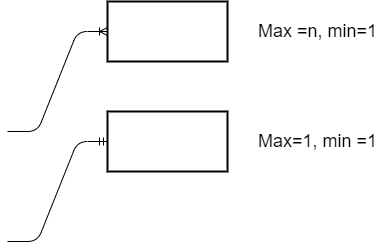 Max =n, min=1
Max=1, min =1